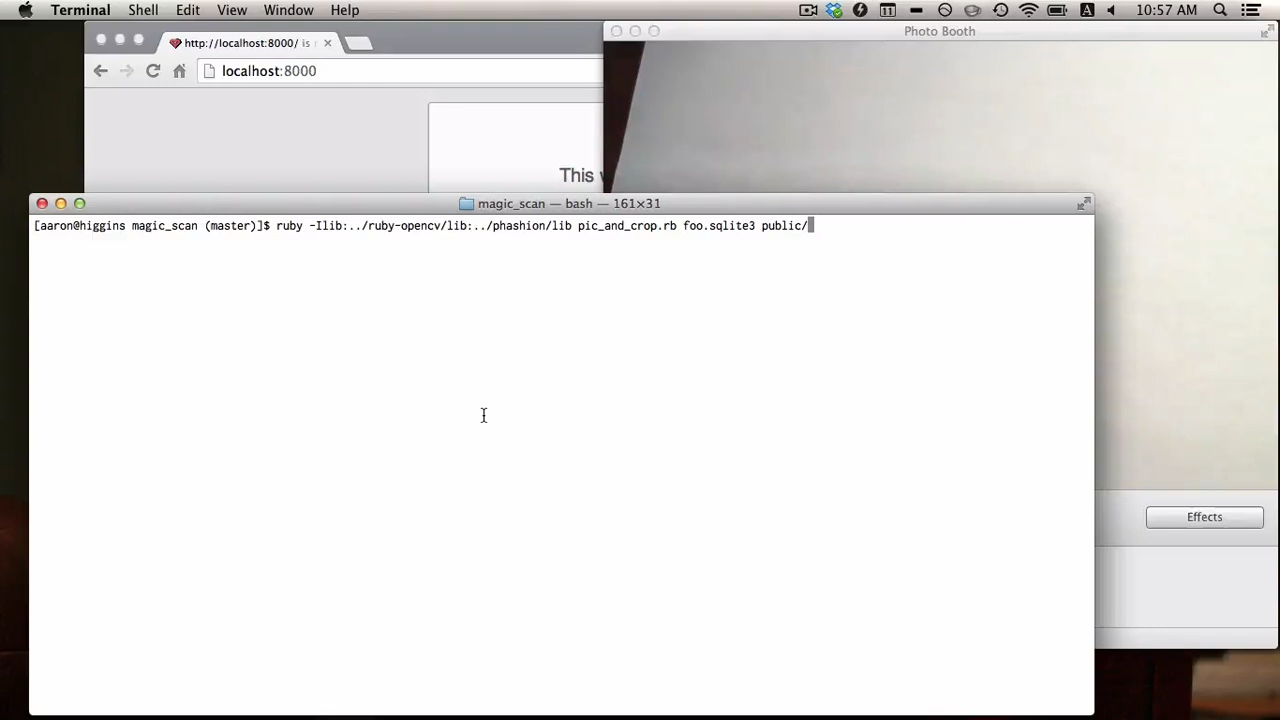 Terminal Shell Edit View Window Help
11 A 10:57 AM
Photo Booth
http://localhost:8000/ is
localhost:8000
This
magic_scan — bash — 161×31
[aaron@higgins magic_scan (master)]$ ruby -Ilib:../ruby-opencv/lib:../phashion/lib pic_and_crop.rb foo.sqlite3 public/
Effects